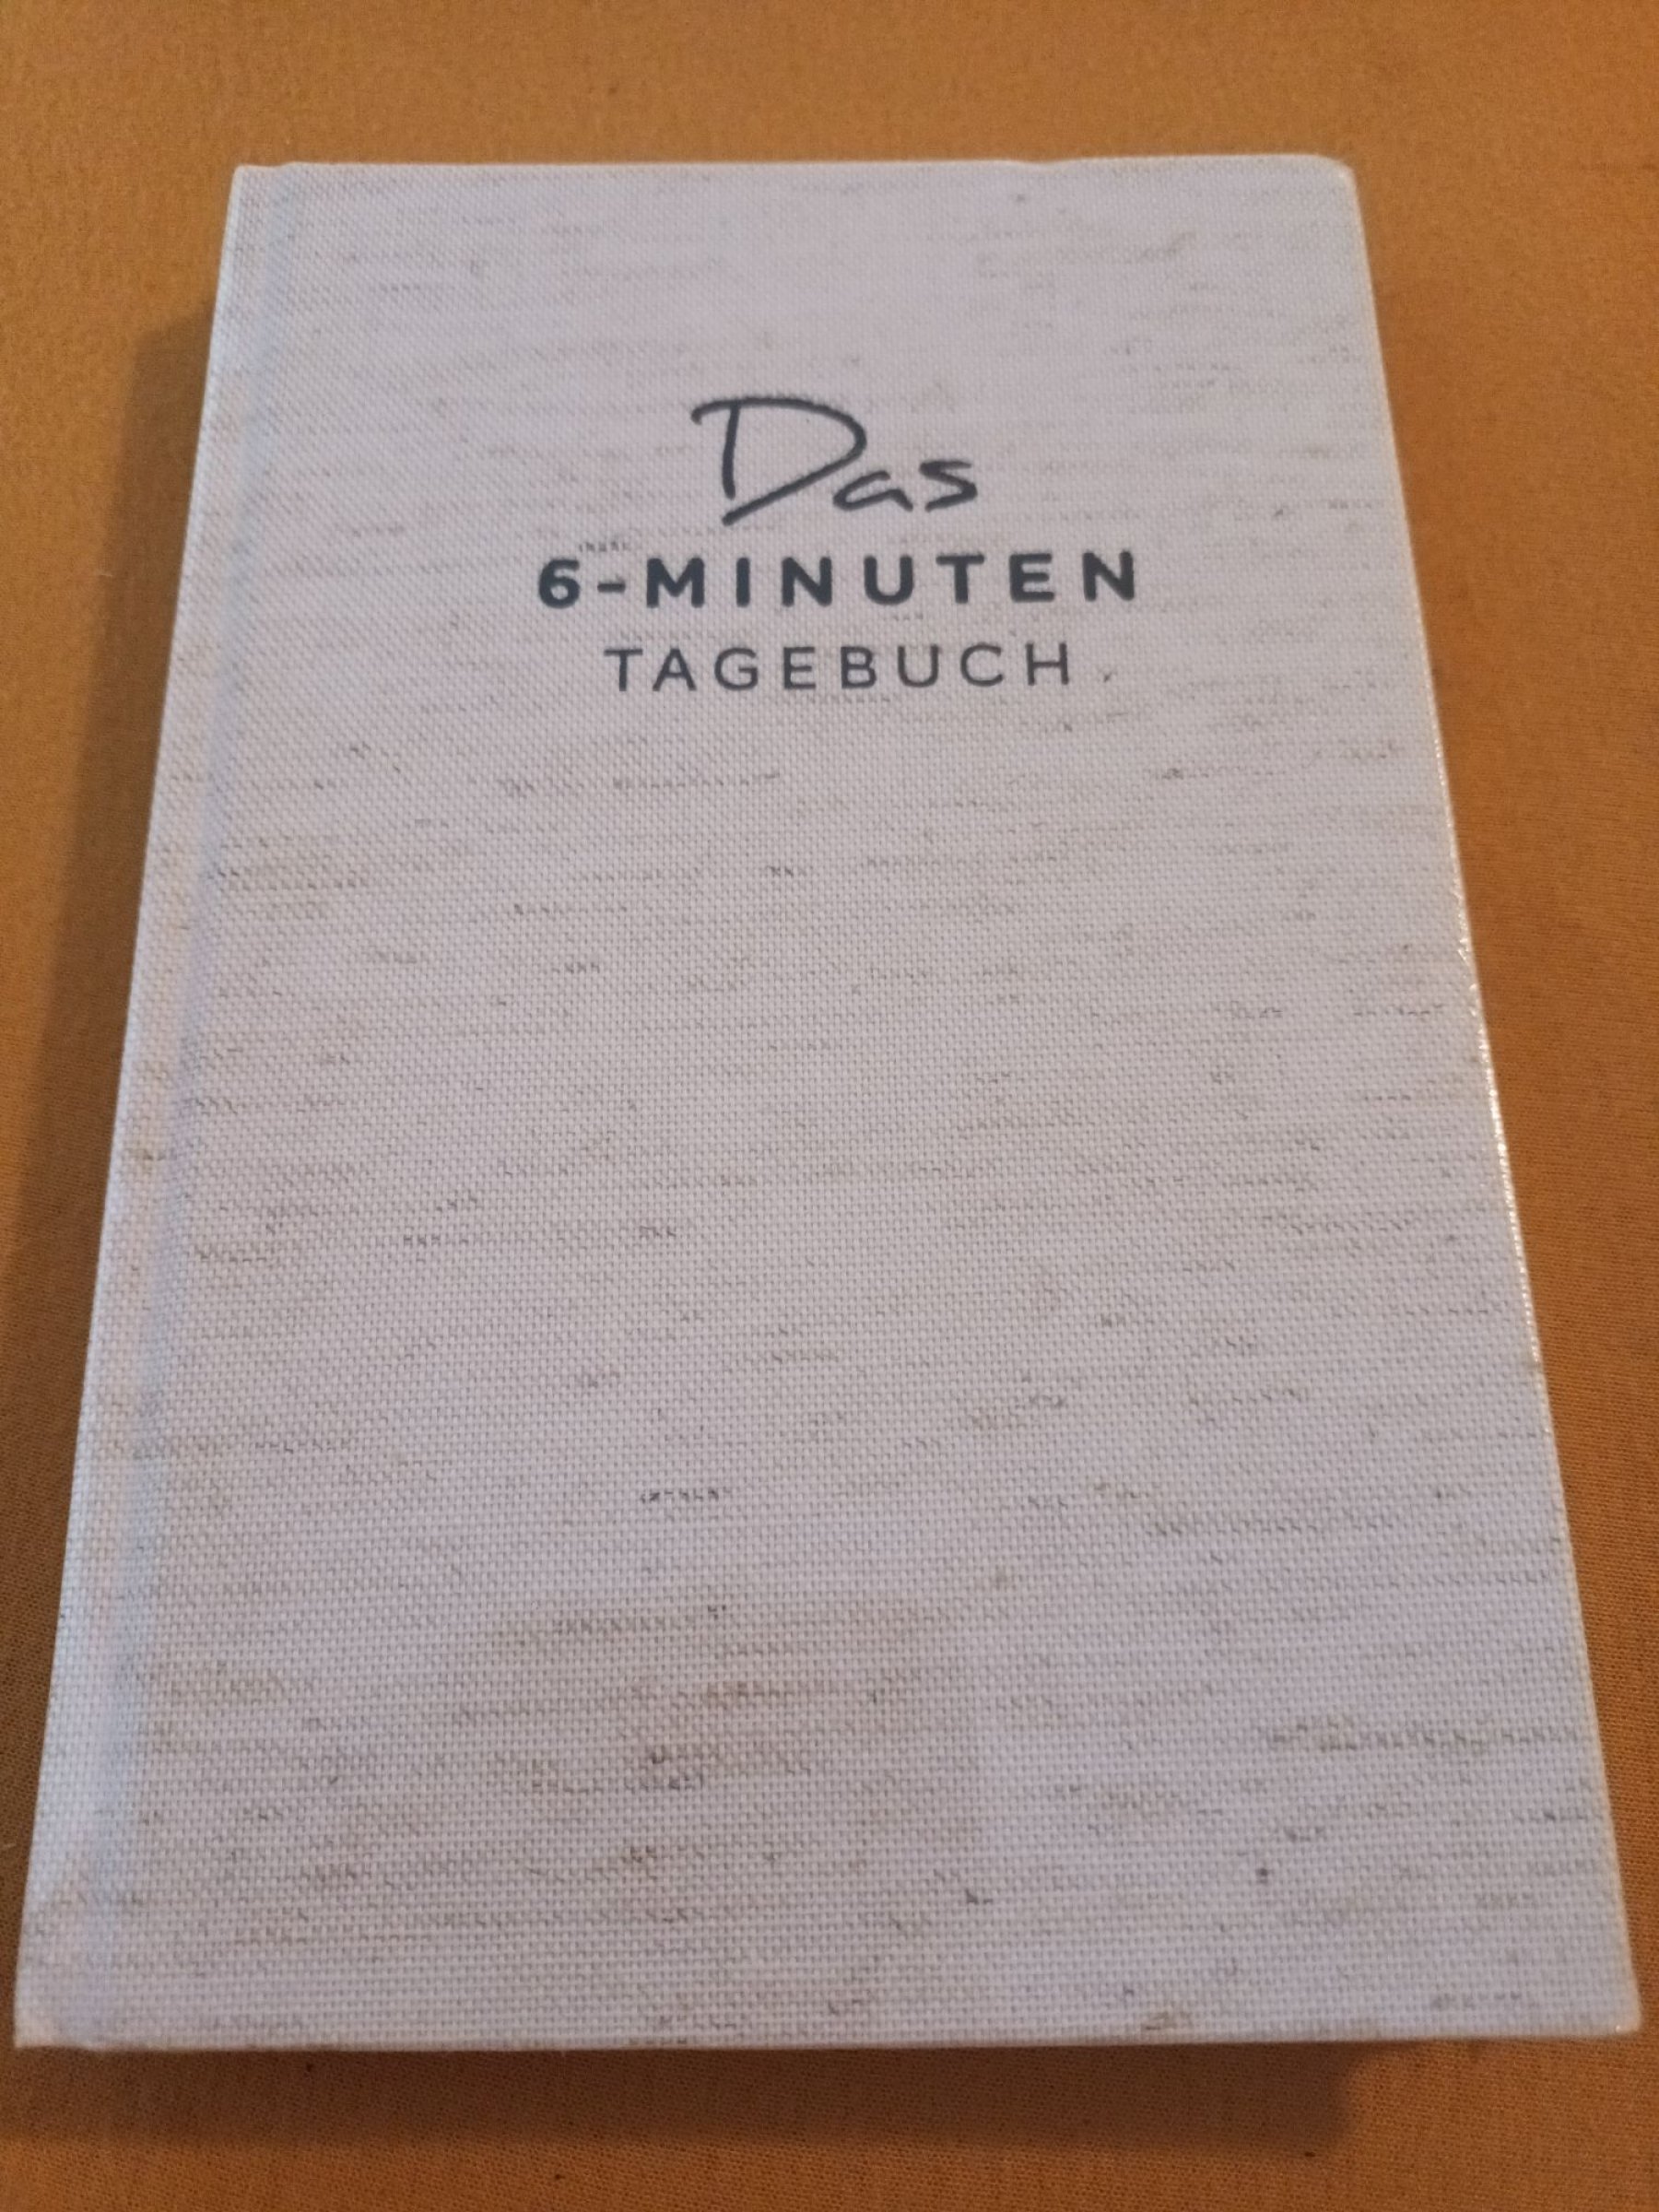 Das
6-MINUTEN
TAGEBUCH